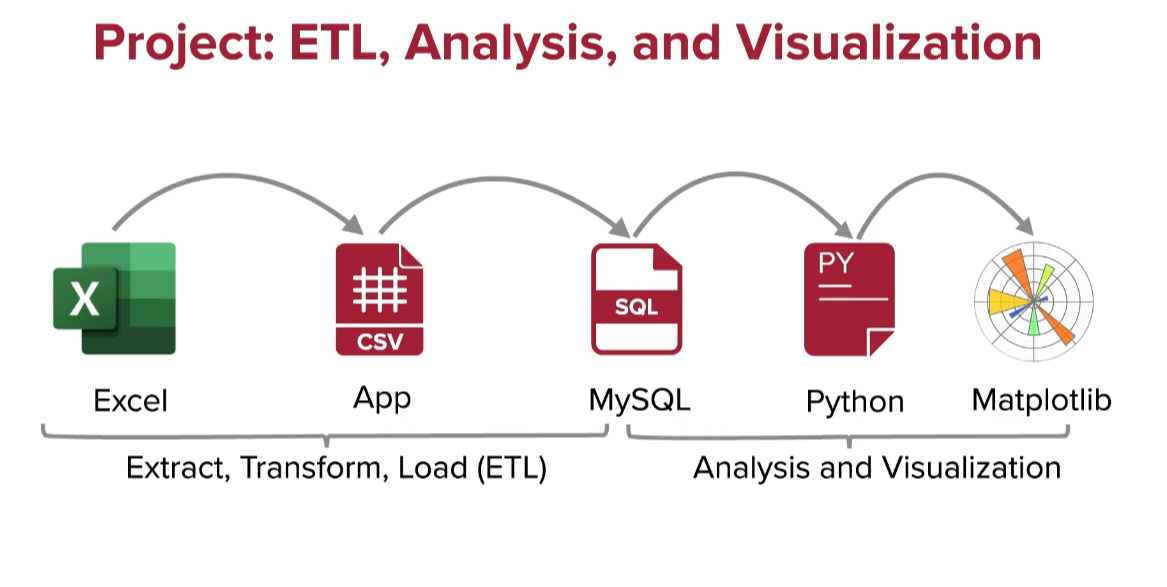 Project: ETL, Analysis, and Visualization
X
CSV
SQL
PY
Excel
App
MySQL
Python
Matplotlib
Extract, Transform, Load (ETL)
Analysis and Visualization